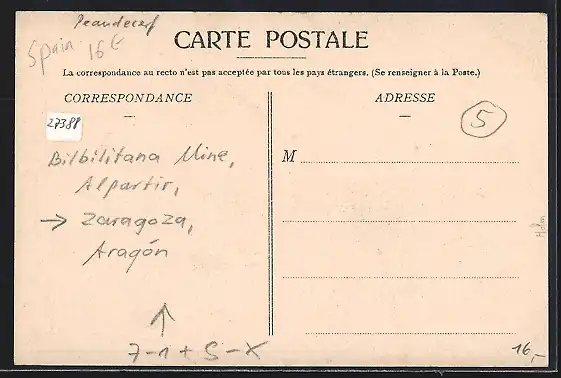 Spain
16€
CARTE POSTALE
La correspondance au recto n'est pas acceptée par tous les pays étrangers. (Se renseigner à la Poste.)
CORRESPONDANCE
27388
Bilbilitana Mine,
Alpartir,
→ Zaragoza,
Aragón
↑
7-1 + S-X
ADRESSE
5
M
Holm
16,-